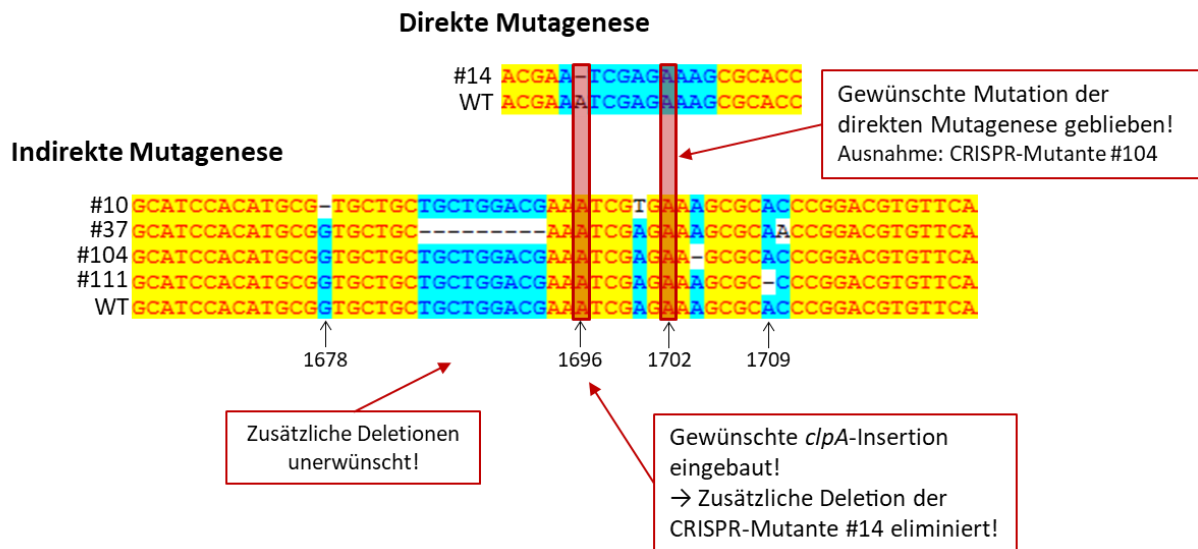 Direkte Mutagenese
#14 ACGAA-TCGAGAAAGCGCACC
WT ACGAAATCGAGAAAGCGCACC
Gewünschte Mutation der
direkten Mutagenese geblieben!
Ausnahme: CRISPR-Mutante #104
Indirekte Mutagenese
#10 GCATCCACATGCG-TGCTGCTGCTGGACGAAATCGTGAAAGCGCACCCGGACGTGTTCA
#37 GCATCCACATGCGGTGCTGC---------AAATCGAGAAAGCGCAACCGGACGTGTTCA
#104 GCATCCACATGCGGTGCTGCTGCTGGACGAAATCGAGAA-GCGCACCCGGACGTGTTCA
#111 GCATCCACATGCGGTGCTGCTGCTGGACGAAATCGAGAAAGCGC-CCCGGACGTGTTCA
WT GCATCCACATGCGGTGCTGCTGCTGGACGAAATCGAGAAAGCGCACCCGGACGTGTTCA
1678 1696 1702 1709
Zusätzliche Deletionen
unerwünscht!
Gewünschte clpA-Insertion
eingebaut!
→ Zusätzliche Deletion der
CRISPR-Mutante #14 eliminiert!